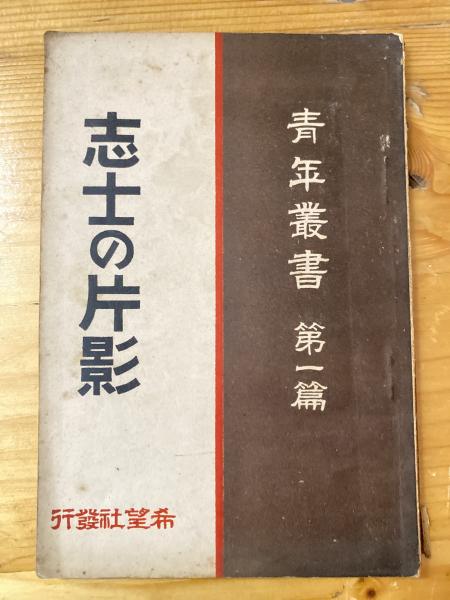 青年叢書 第一篇
志士の片影
希望社發行